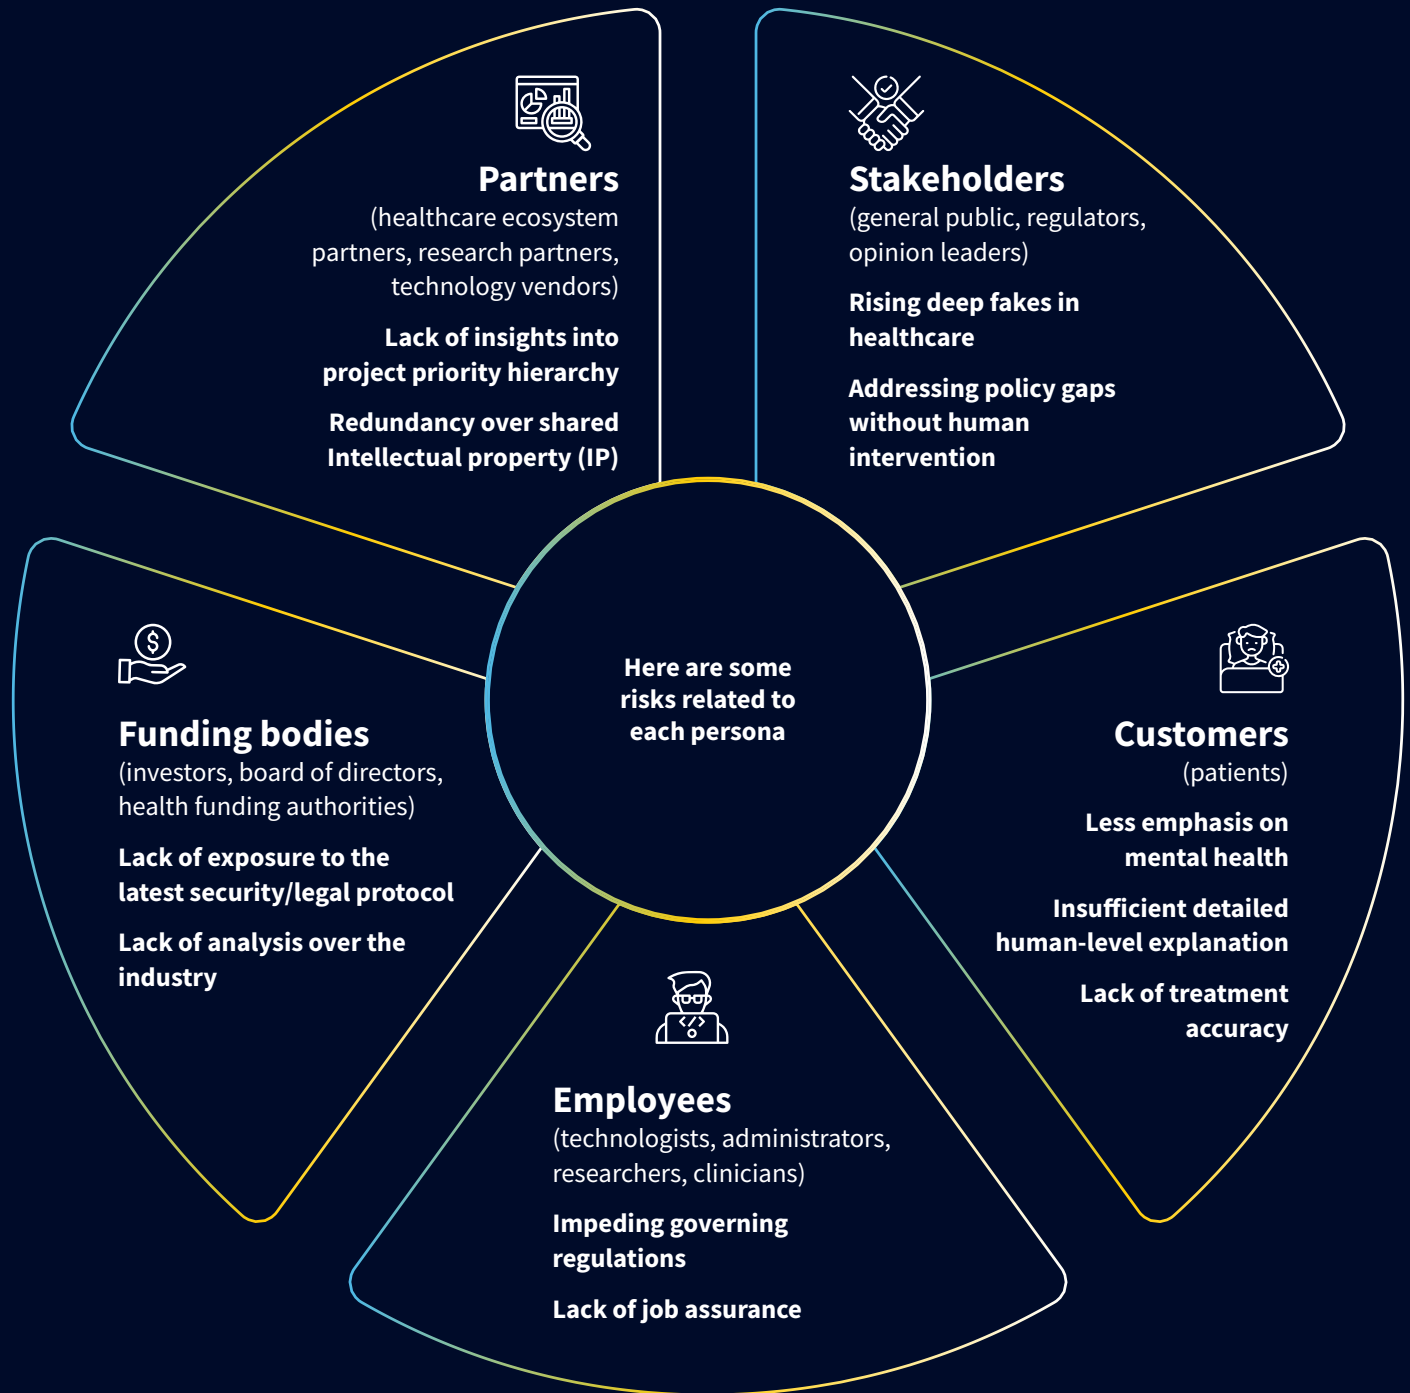 Partners
(healthcare ecosystem
partners, research partners,
technology vendors)
Lack of insights into
project priority hierarchy
Redundancy over shared
Intellectual property (IP)
Stakeholders
(general public, regulators,
opinion leaders)
Rising deep fakes in
healthcare
Addressing policy gaps
without human
intervention
Here are some
risks related to
each persona
Funding bodies
(investors, board of directors,
health funding authorities)
Lack of exposure to the
latest security/legal protocol
Lack of analysis over the
industry
Customers
(patients)
Less emphasis on
mental health
Insufficient detailed
human-level explanation
Lack of treatment
accuracy
Employees
(technologists, administrators,
researchers, clinicians)
Impeding governing
regulations
Lack of job assurance